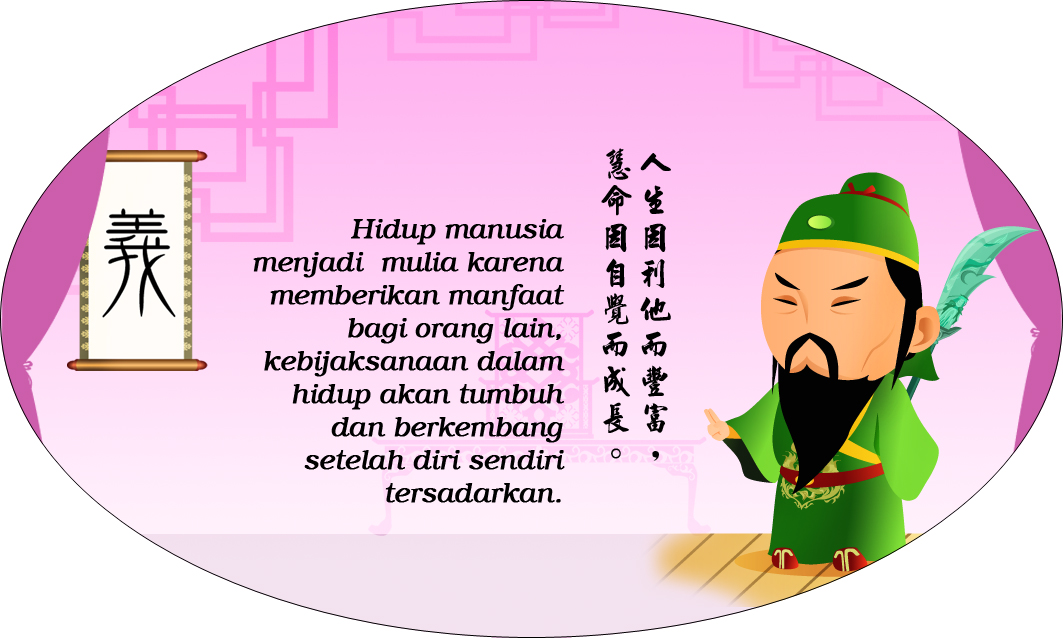 義
Hidup manusia
menjadi  mulia karena
memberikan manfaat
bagi orang lain,
kebijaksanaan dalam
hidup akan tumbuh
dan berkembang
setelah diri sendiri
tersadarkan.
人生因利他而豐富，
慧命因自覺而成長。